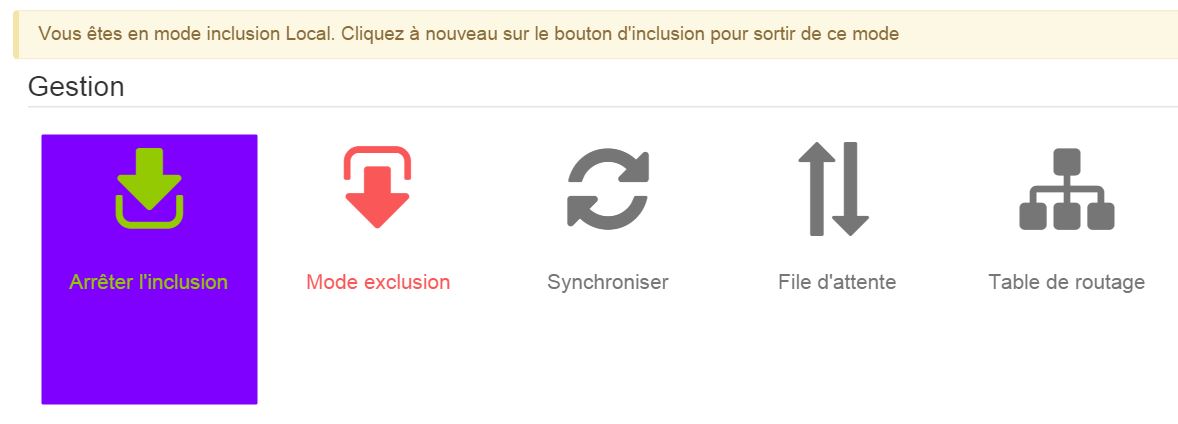 Vous êtes en mode inclusion Local. Cliquez à nouveau sur le bouton d'inclusion pour sortir de ce mode
Gestion
Arrêter l'inclusion
Mode exclusion
Synchroniser
File d'attente
Table de routage